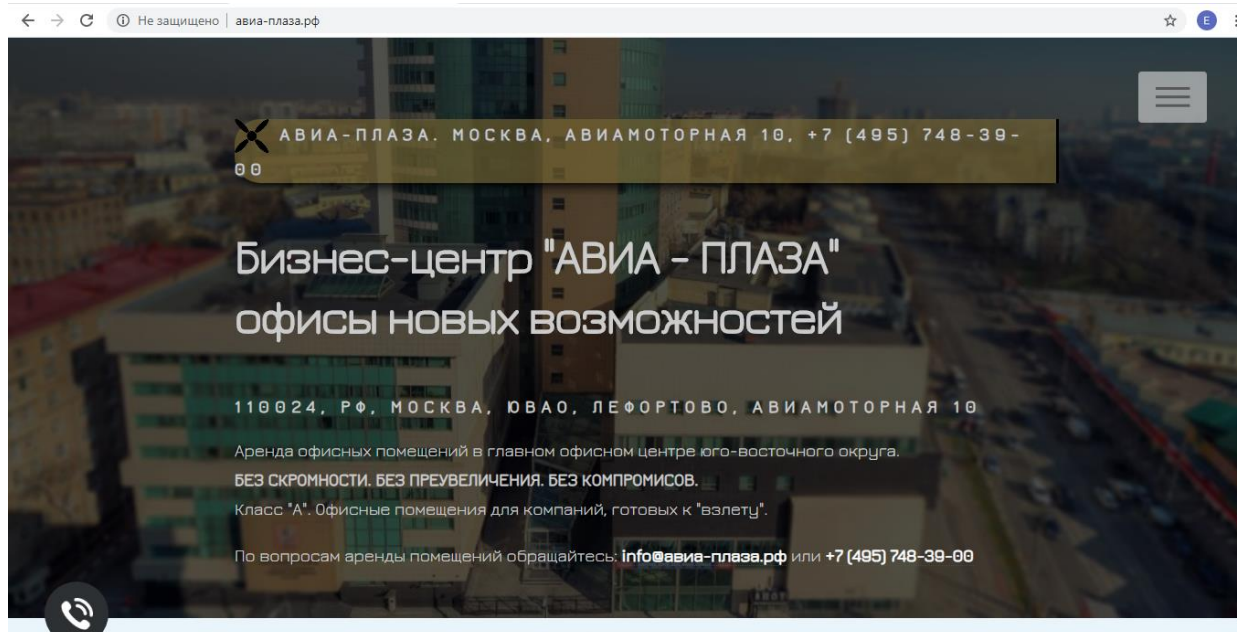 Не защищено | авиа-плаза.рф
E
АВИА-ПЛАЗА. МОСКВА, АВИАМОТОРНАЯ 10, +7 (495) 748-39-
00
Бизнес-центр "АВИА - ПЛАЗА"
офисы новых возможностей
110024, РФ, МОСКВА, ЮВАО, ЛЕФОРТОВО, АВИАМОТОРНАЯ 10
Аренда офисных помещений в главном офисном центре юго-восточного округа.
БЕЗ СКРОМНОСТИ. БЕЗ ПРЕУВЕЛИЧЕНИЯ. БЕЗ КОМПРОМИСОВ.
Класс "А". Офисные помещения для компаний, готовых к "взлету".
По вопросам аренды помещений обращайтесь: info@авиа-плаза.рф или +7 (495) 748-39-00